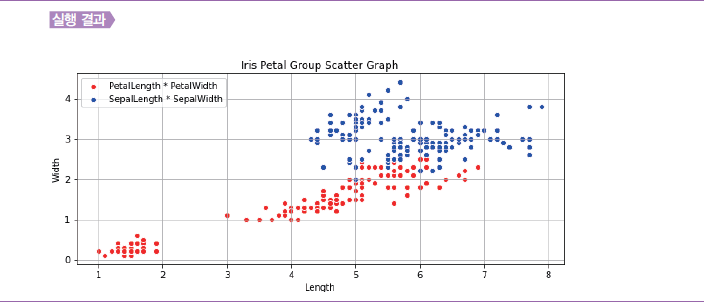 실행 결과
Iris Petal Group Scatter Graph
PetalLength * PetalWidth
SepalLength * SepalWidth
4
3
2
1
0
Width
1 2 3 4 5 6 7 8
Length